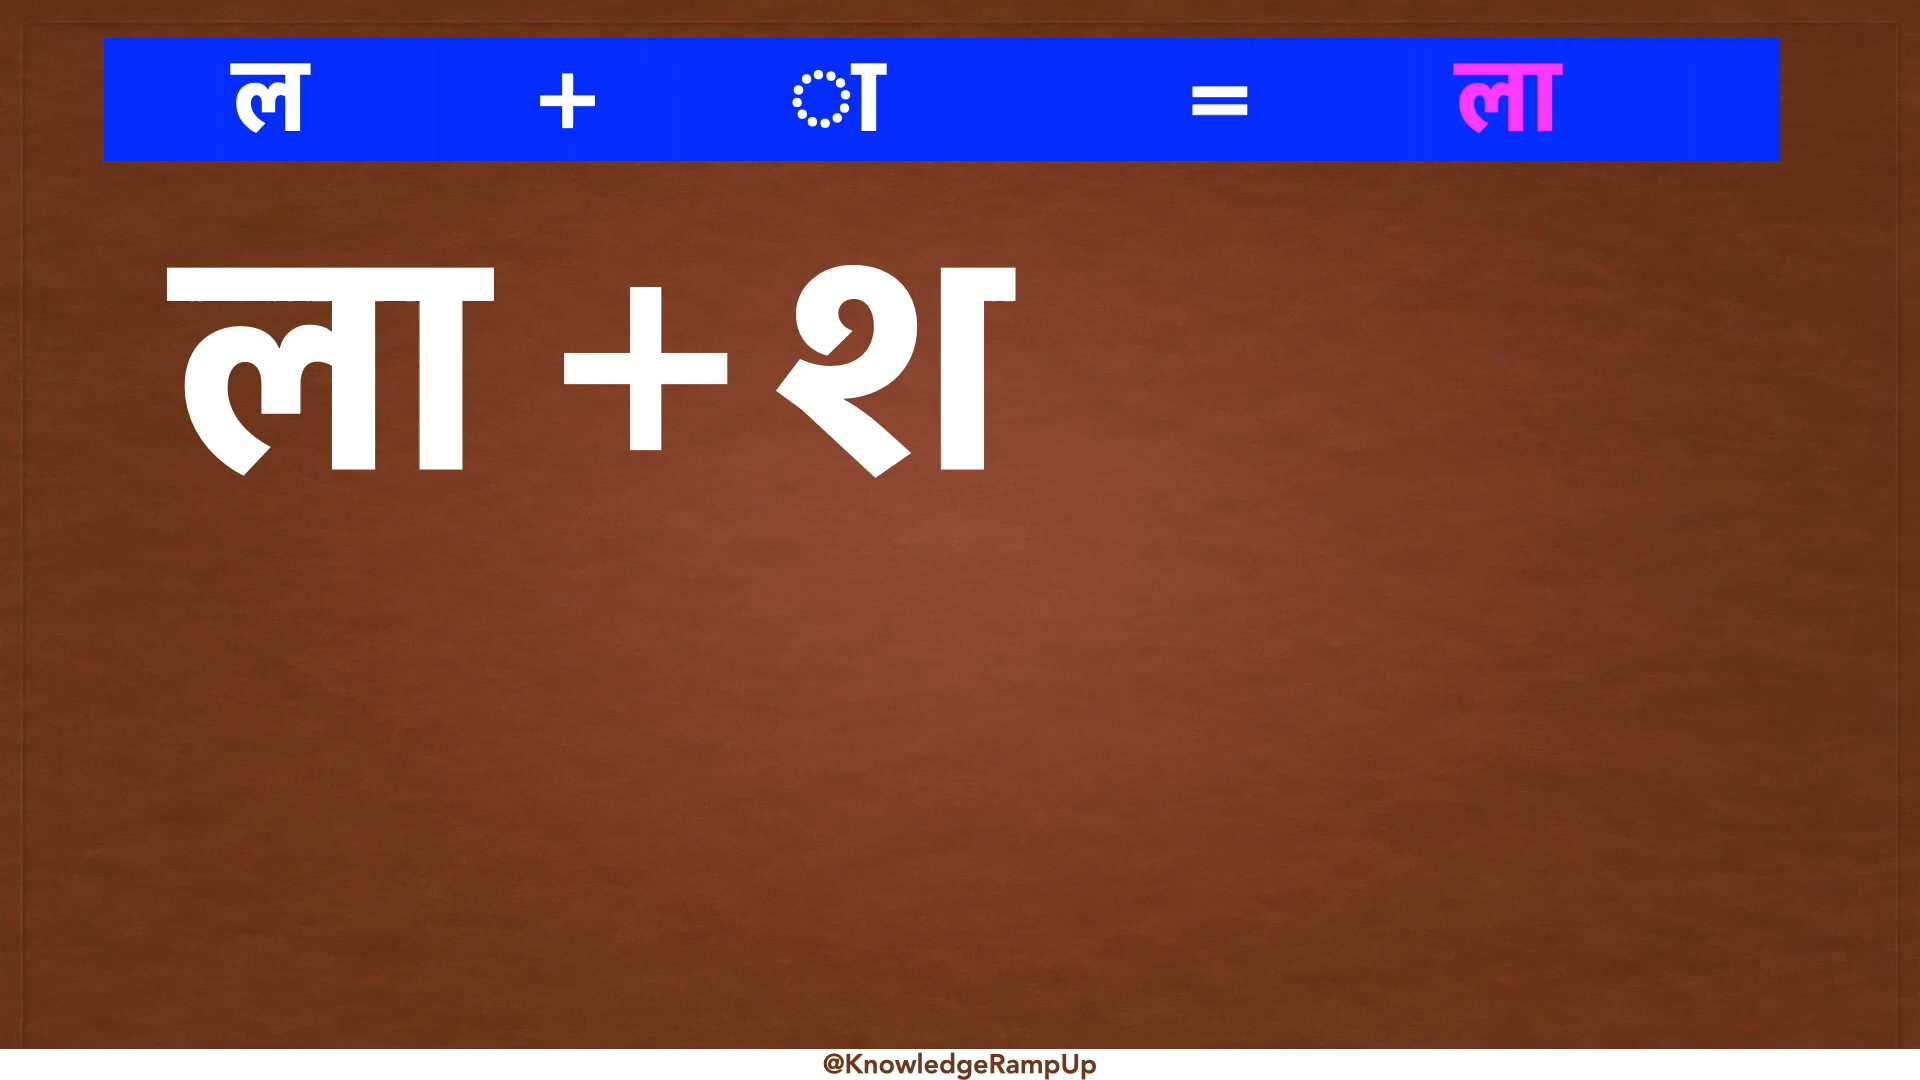 ल + ा = ला
ला + श
@KnowledgeRampUp